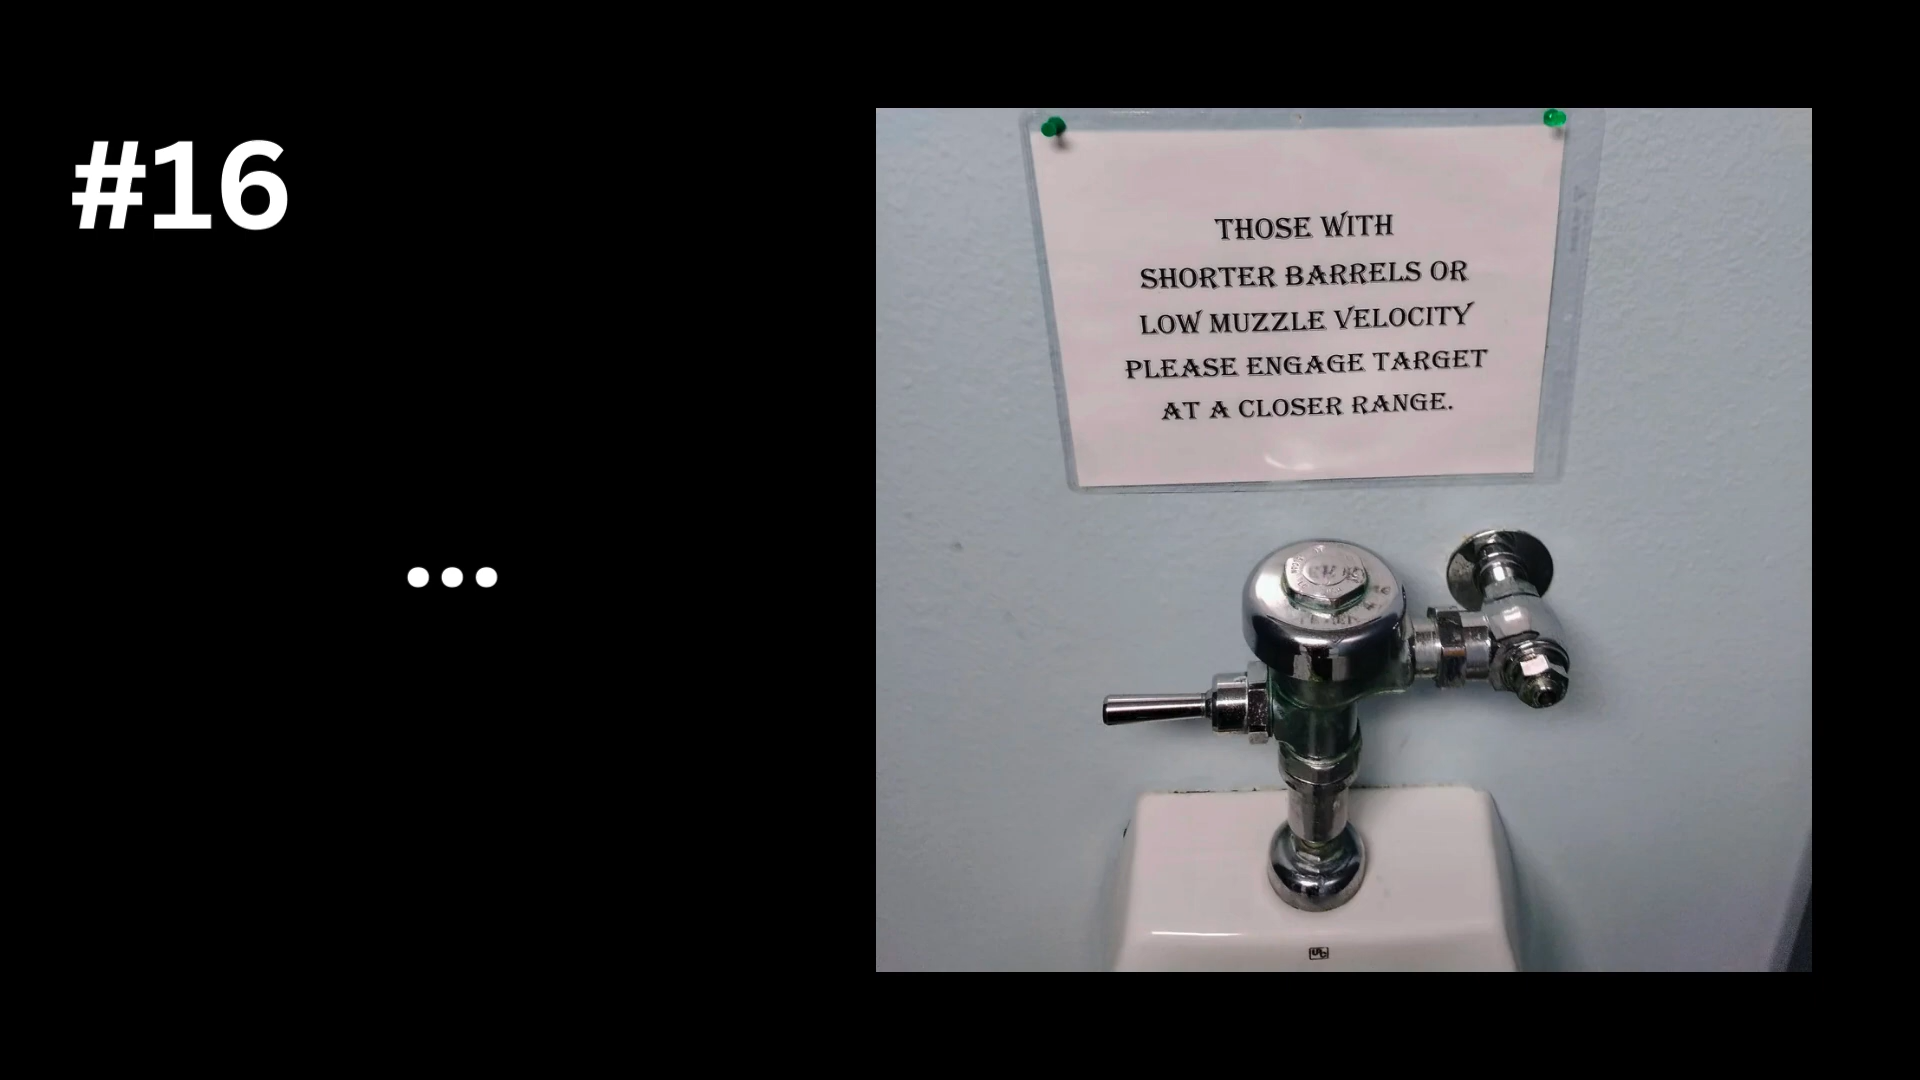 #16
...
THOSE WITH
SHORTER BARRELS OR
LOW MUZZLE VELOCITY
PLEASE ENGAGE TARGET
AT A CLOSER RANGE.